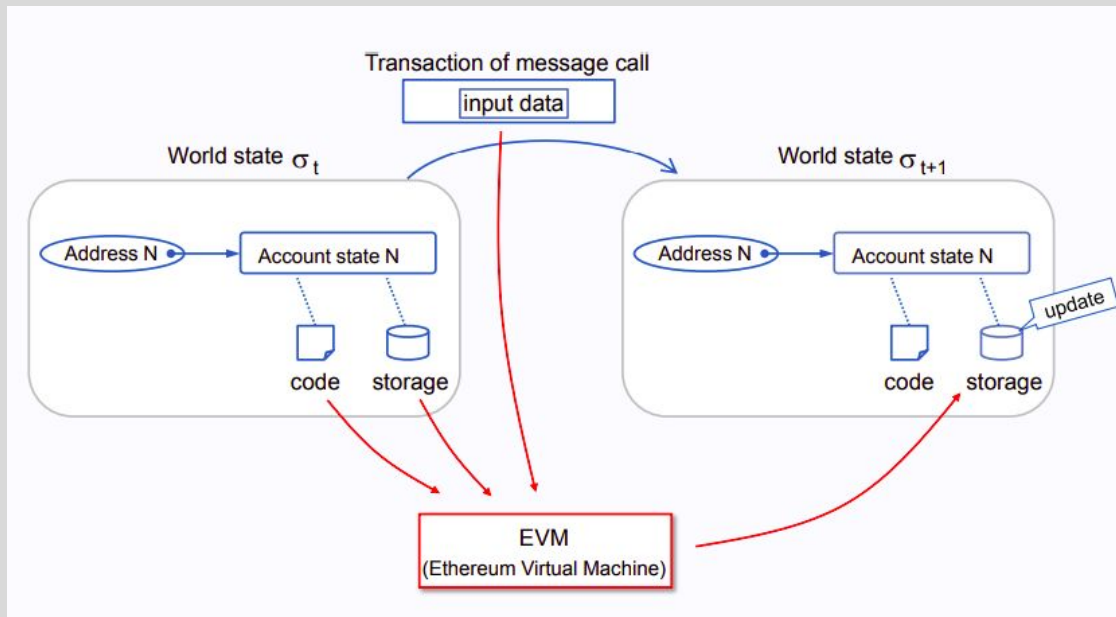 Transaction of message call
input data
World state σt
World state σt+1
Address N
Account state N
Address N
Account state N
update
code
storage
code
storage
EVM
(Ethereum Virtual Machine)